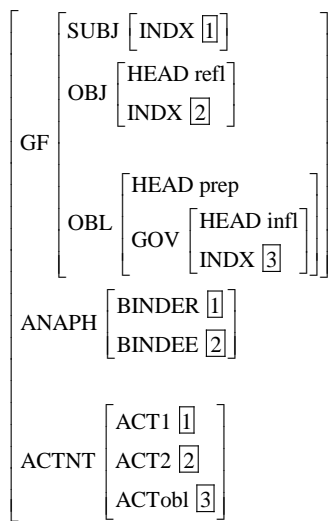 SUBJ [INDX 1]
OBJ [HEAD refl
INDX 2]
GF
OBL [HEAD prep
GOV [HEAD infl
INDX 3]]
ANAPH [BINDER 1
BINDEE 2]
ACTNT [ACT1 1
ACT2 2
ACTobl 3]